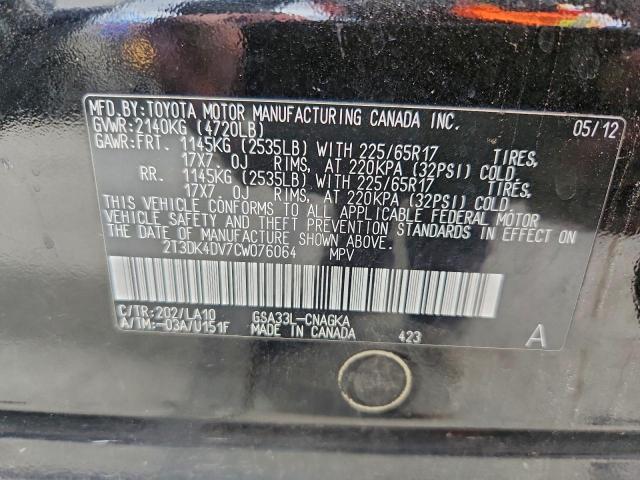 MFD.BY:TOYOTA MOTOR MANUFACTURING CANADA INC. 05/12
GVWR:2140KG (4720LB)
GAWR:FRT. 1145KG (2535LB) WITH 225/65R17 TIRES,
17X7. 0J RIMS, AT 220KPA (32PSI) COLD.
RR. 1145KG (2535LB) WITH 225/65R17 TIRES,
17X7. 0J RIMS, AT 220KPA (32PSI) COLD.
THIS VEHICLE CONFORMS TO ALL APPLICABLE FEDERAL MOTOR
VEHICLE SAFETY AND THEFT PREVENTION STANDARDS IN EFFECT ON
THE DATE OF MANUFACTURE SHOWN ABOVE.
2T3DK4DV7CW076064 MPV
C/TR:202/LA10 GSA33L-CNAGKA
A/TM:-03A/U151F MADE IN CANADA 423 A